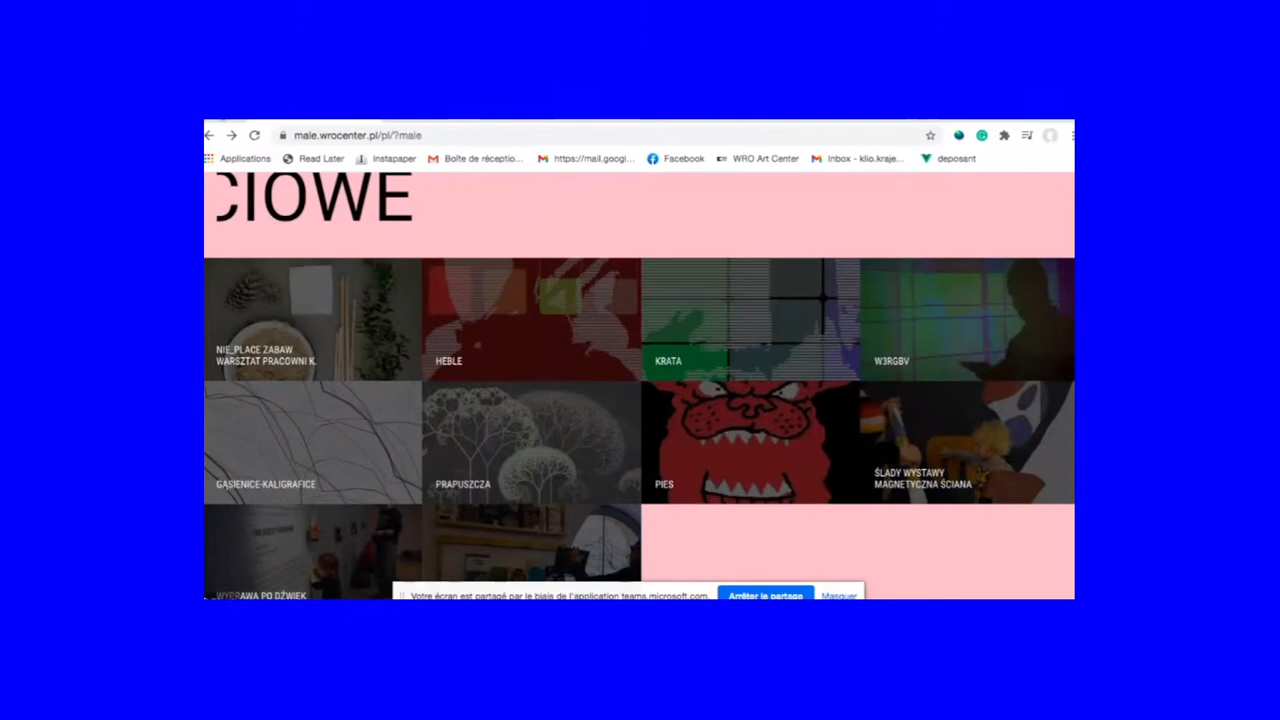 male.wrocenter.pl/pl/?male
Applications Read Later Instapaper Boîte de réceptio... https://mail.googl... Facebook WRO Art Center Inbox - klio.kraje... deposant
CIOWE
NIE_PLACE ZABAW
WARSZTAT PRACOWNI K.
HEBLE
KRATA
W3RGBV
GĄSIENICE-KALIGRAFICE
PRAPUSZCZA
PIES
ŚLADY WYSTAWY
MAGNETYCZNA ŚCIANA
WYPRAWA PO DŹWIĘK
Votre écran est partagé par le biais de l'application teams.microsoft.com. Arrêter le partage Masquer